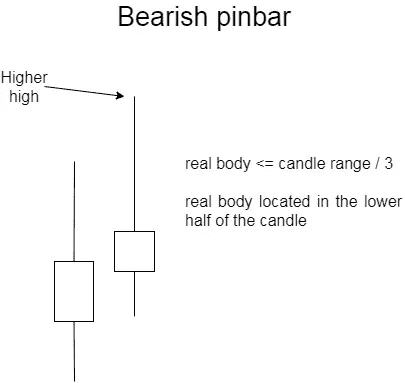 Bearish pinbar
Higher
high
real body <= candle range / 3
real body located in the lower
half of the candle